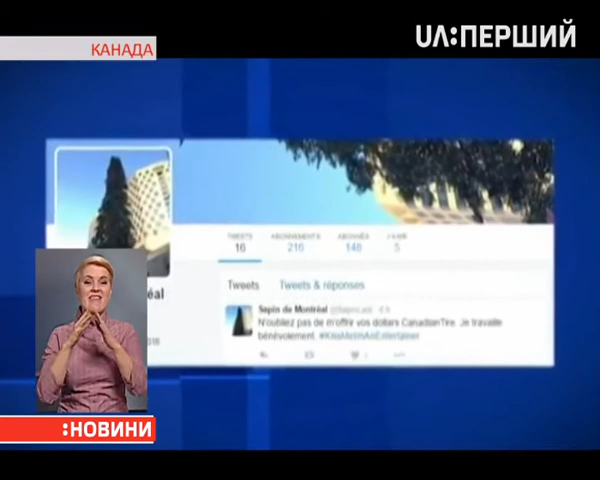 КАНАДА
UA:ПЕРШИЙ
TWEETS ABONNEMENTS ABONNÉS J'AIME
16 216 148 5
éal
Tweets Tweets & réponses
Sapin de Montréal
N'oubliez pas de m'offrir vos dollars CanadianTire. Je travaille
bénévolement.
:НОВИНИ